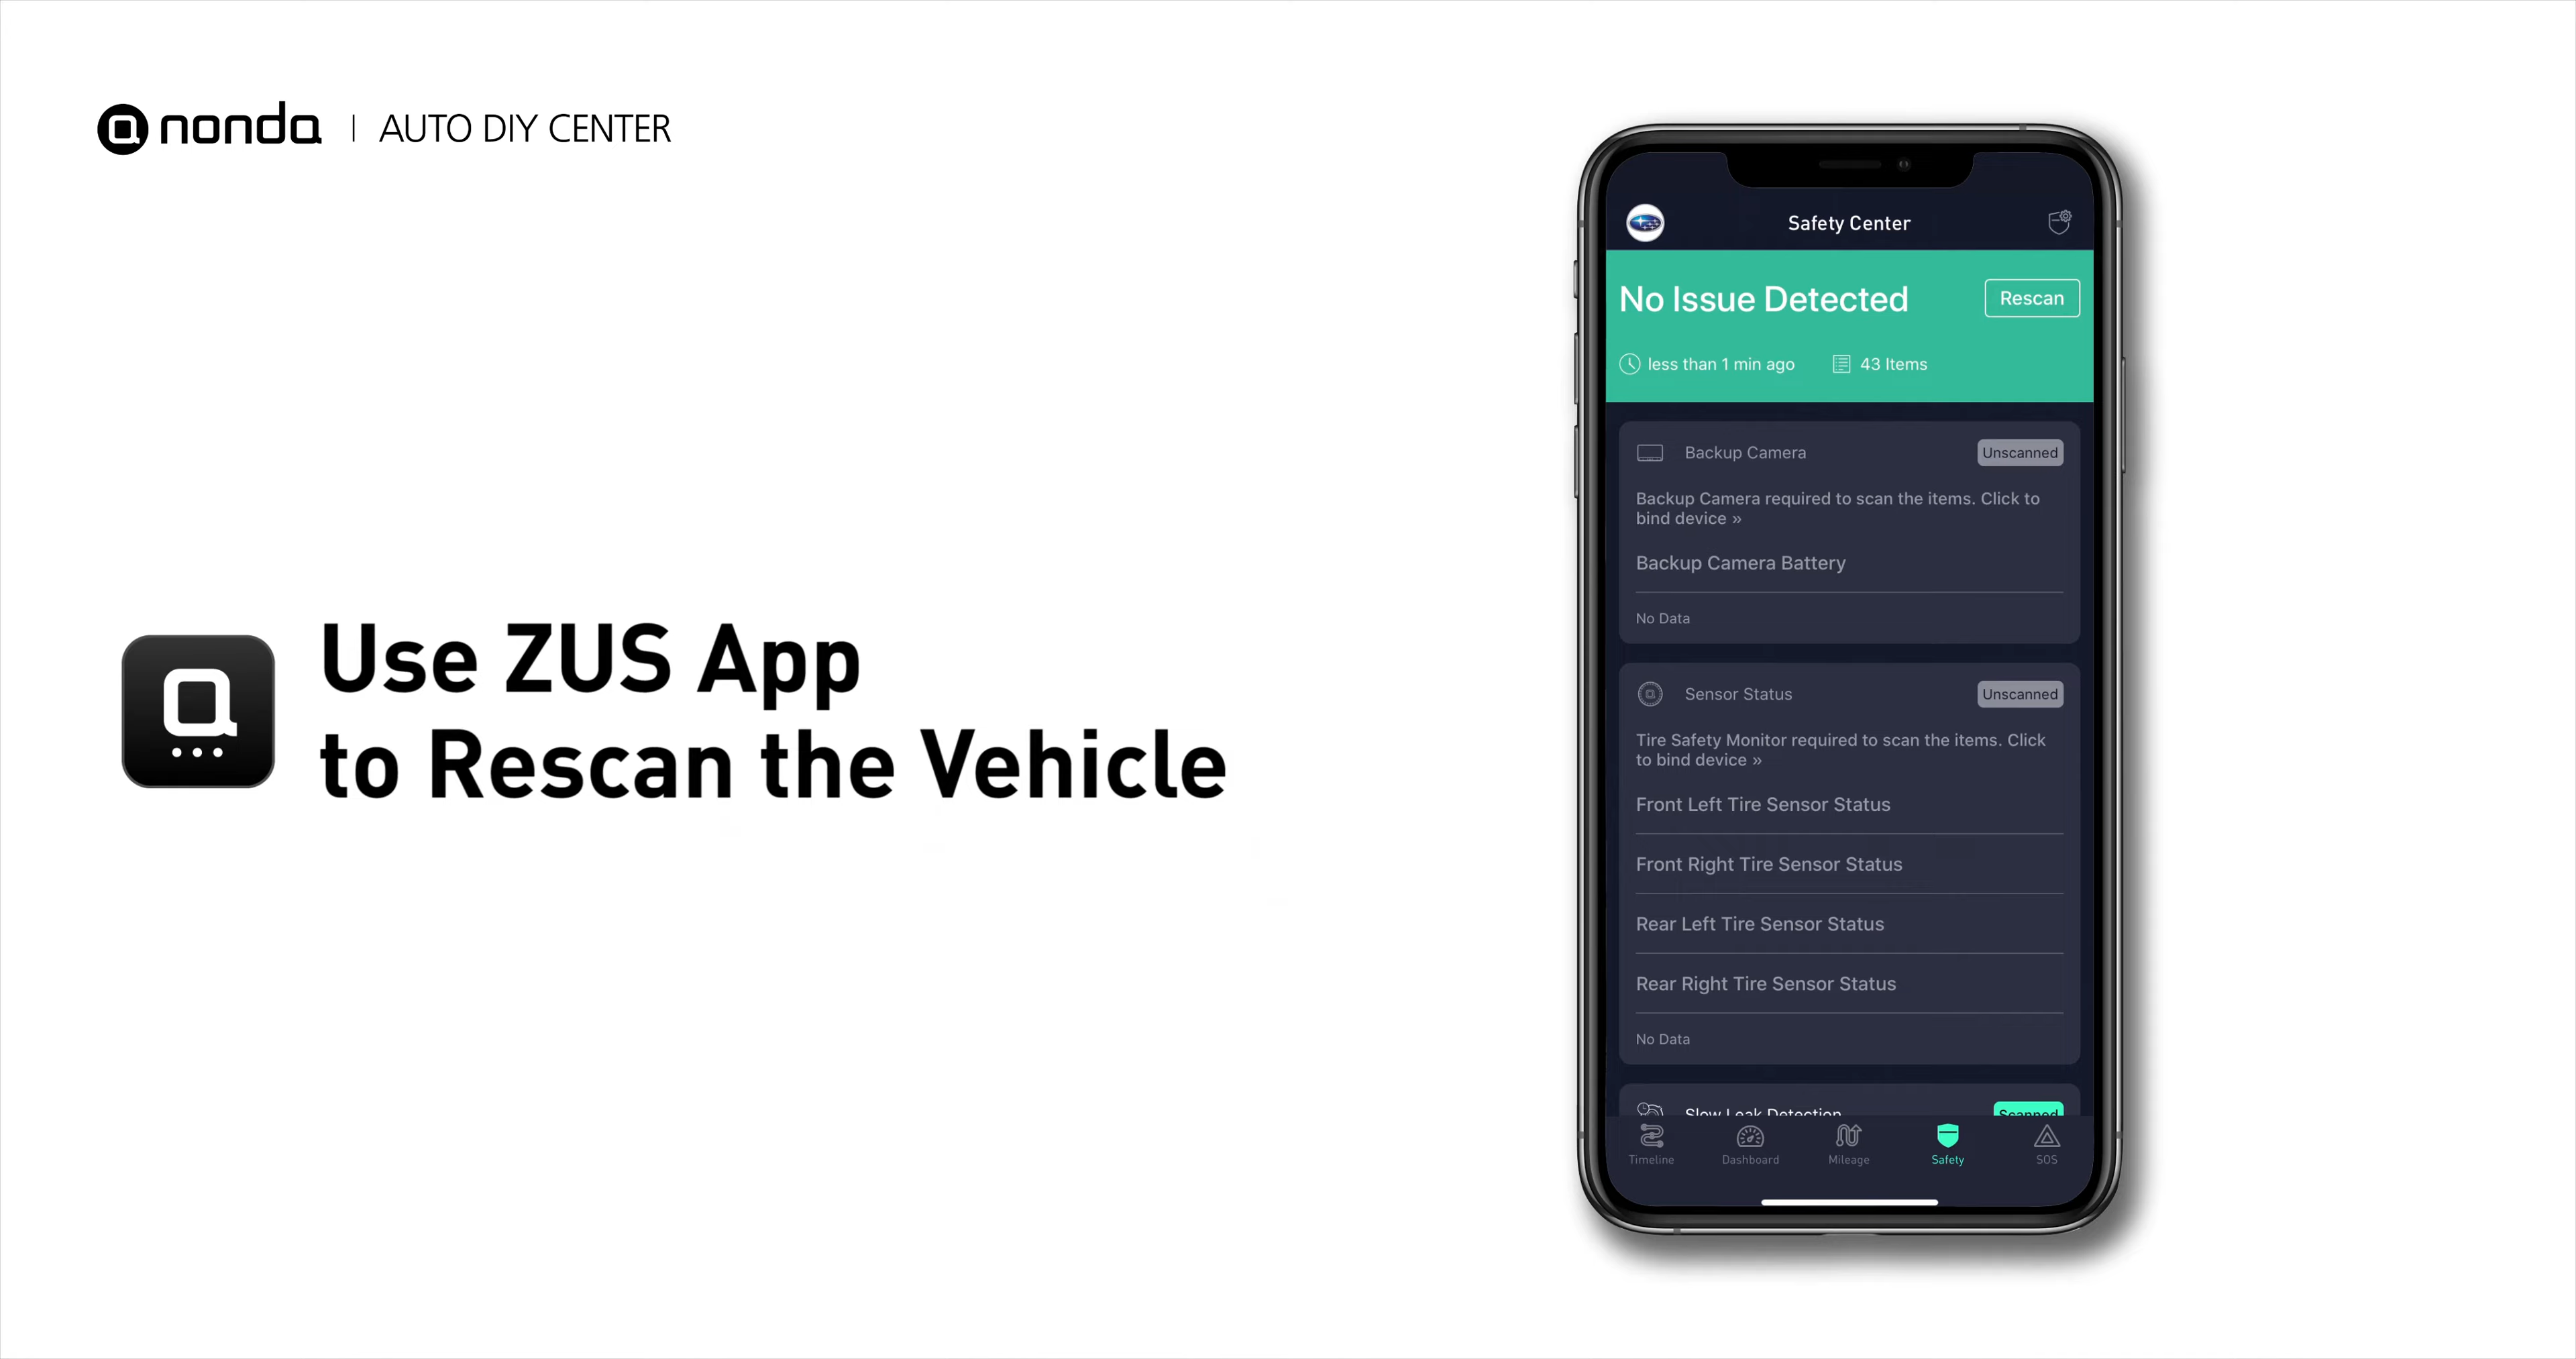 nonda | AUTO DIY CENTER
Use ZUS App
to Rescan the Vehicle
Safety Center
No Issue Detected
Rescan
less than 1 min ago
43 Items
Backup Camera
Unscanned
Backup Camera required to scan the items. Click to
bind device »
Backup Camera Battery
No Data
Sensor Status
Unscanned
Tire Safety Monitor required to scan the items. Click
to bind device »
Front Left Tire Sensor Status
Front Right Tire Sensor Status
Rear Left Tire Sensor Status
Rear Right Tire Sensor Status
No Data
Slow Leak Detection
Scanned
Timeline
Dashboard
Mileage
Safety
SOS